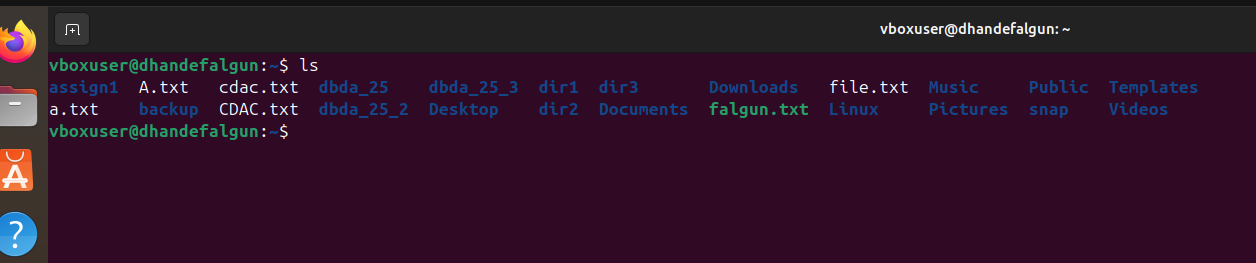 vboxuser@dhandefalgun: ~
vboxuser@dhandefalgun:~$ ls
assign1 A.txt cdac.txt dbda_25 dbda_25_3 dir1 dir3 Downloads file.txt Music Public Templates
a.txt backup CDAC.txt dbda_25_2 Desktop dir2 Documents falgun.txt Linux Pictures snap Videos
vboxuser@dhandefalgun:~$